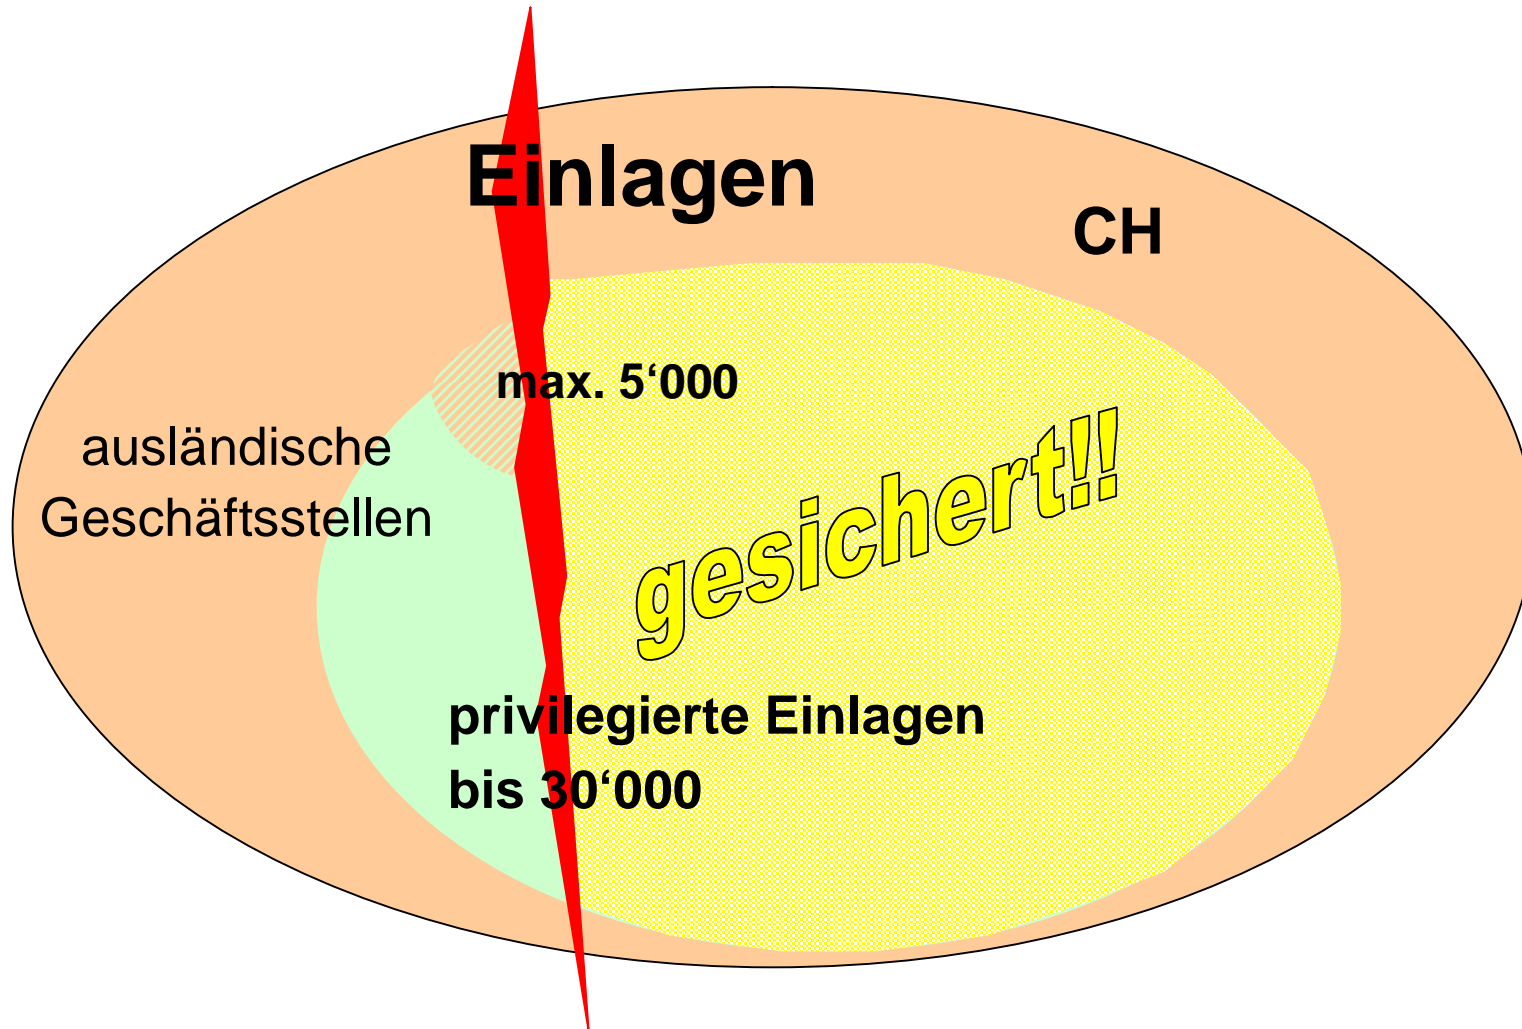 Einlagen
CH
max. 5‘000
ausländische
Geschäftsstellen
gesichert!!
privilegierte Einlagen
bis 30‘000